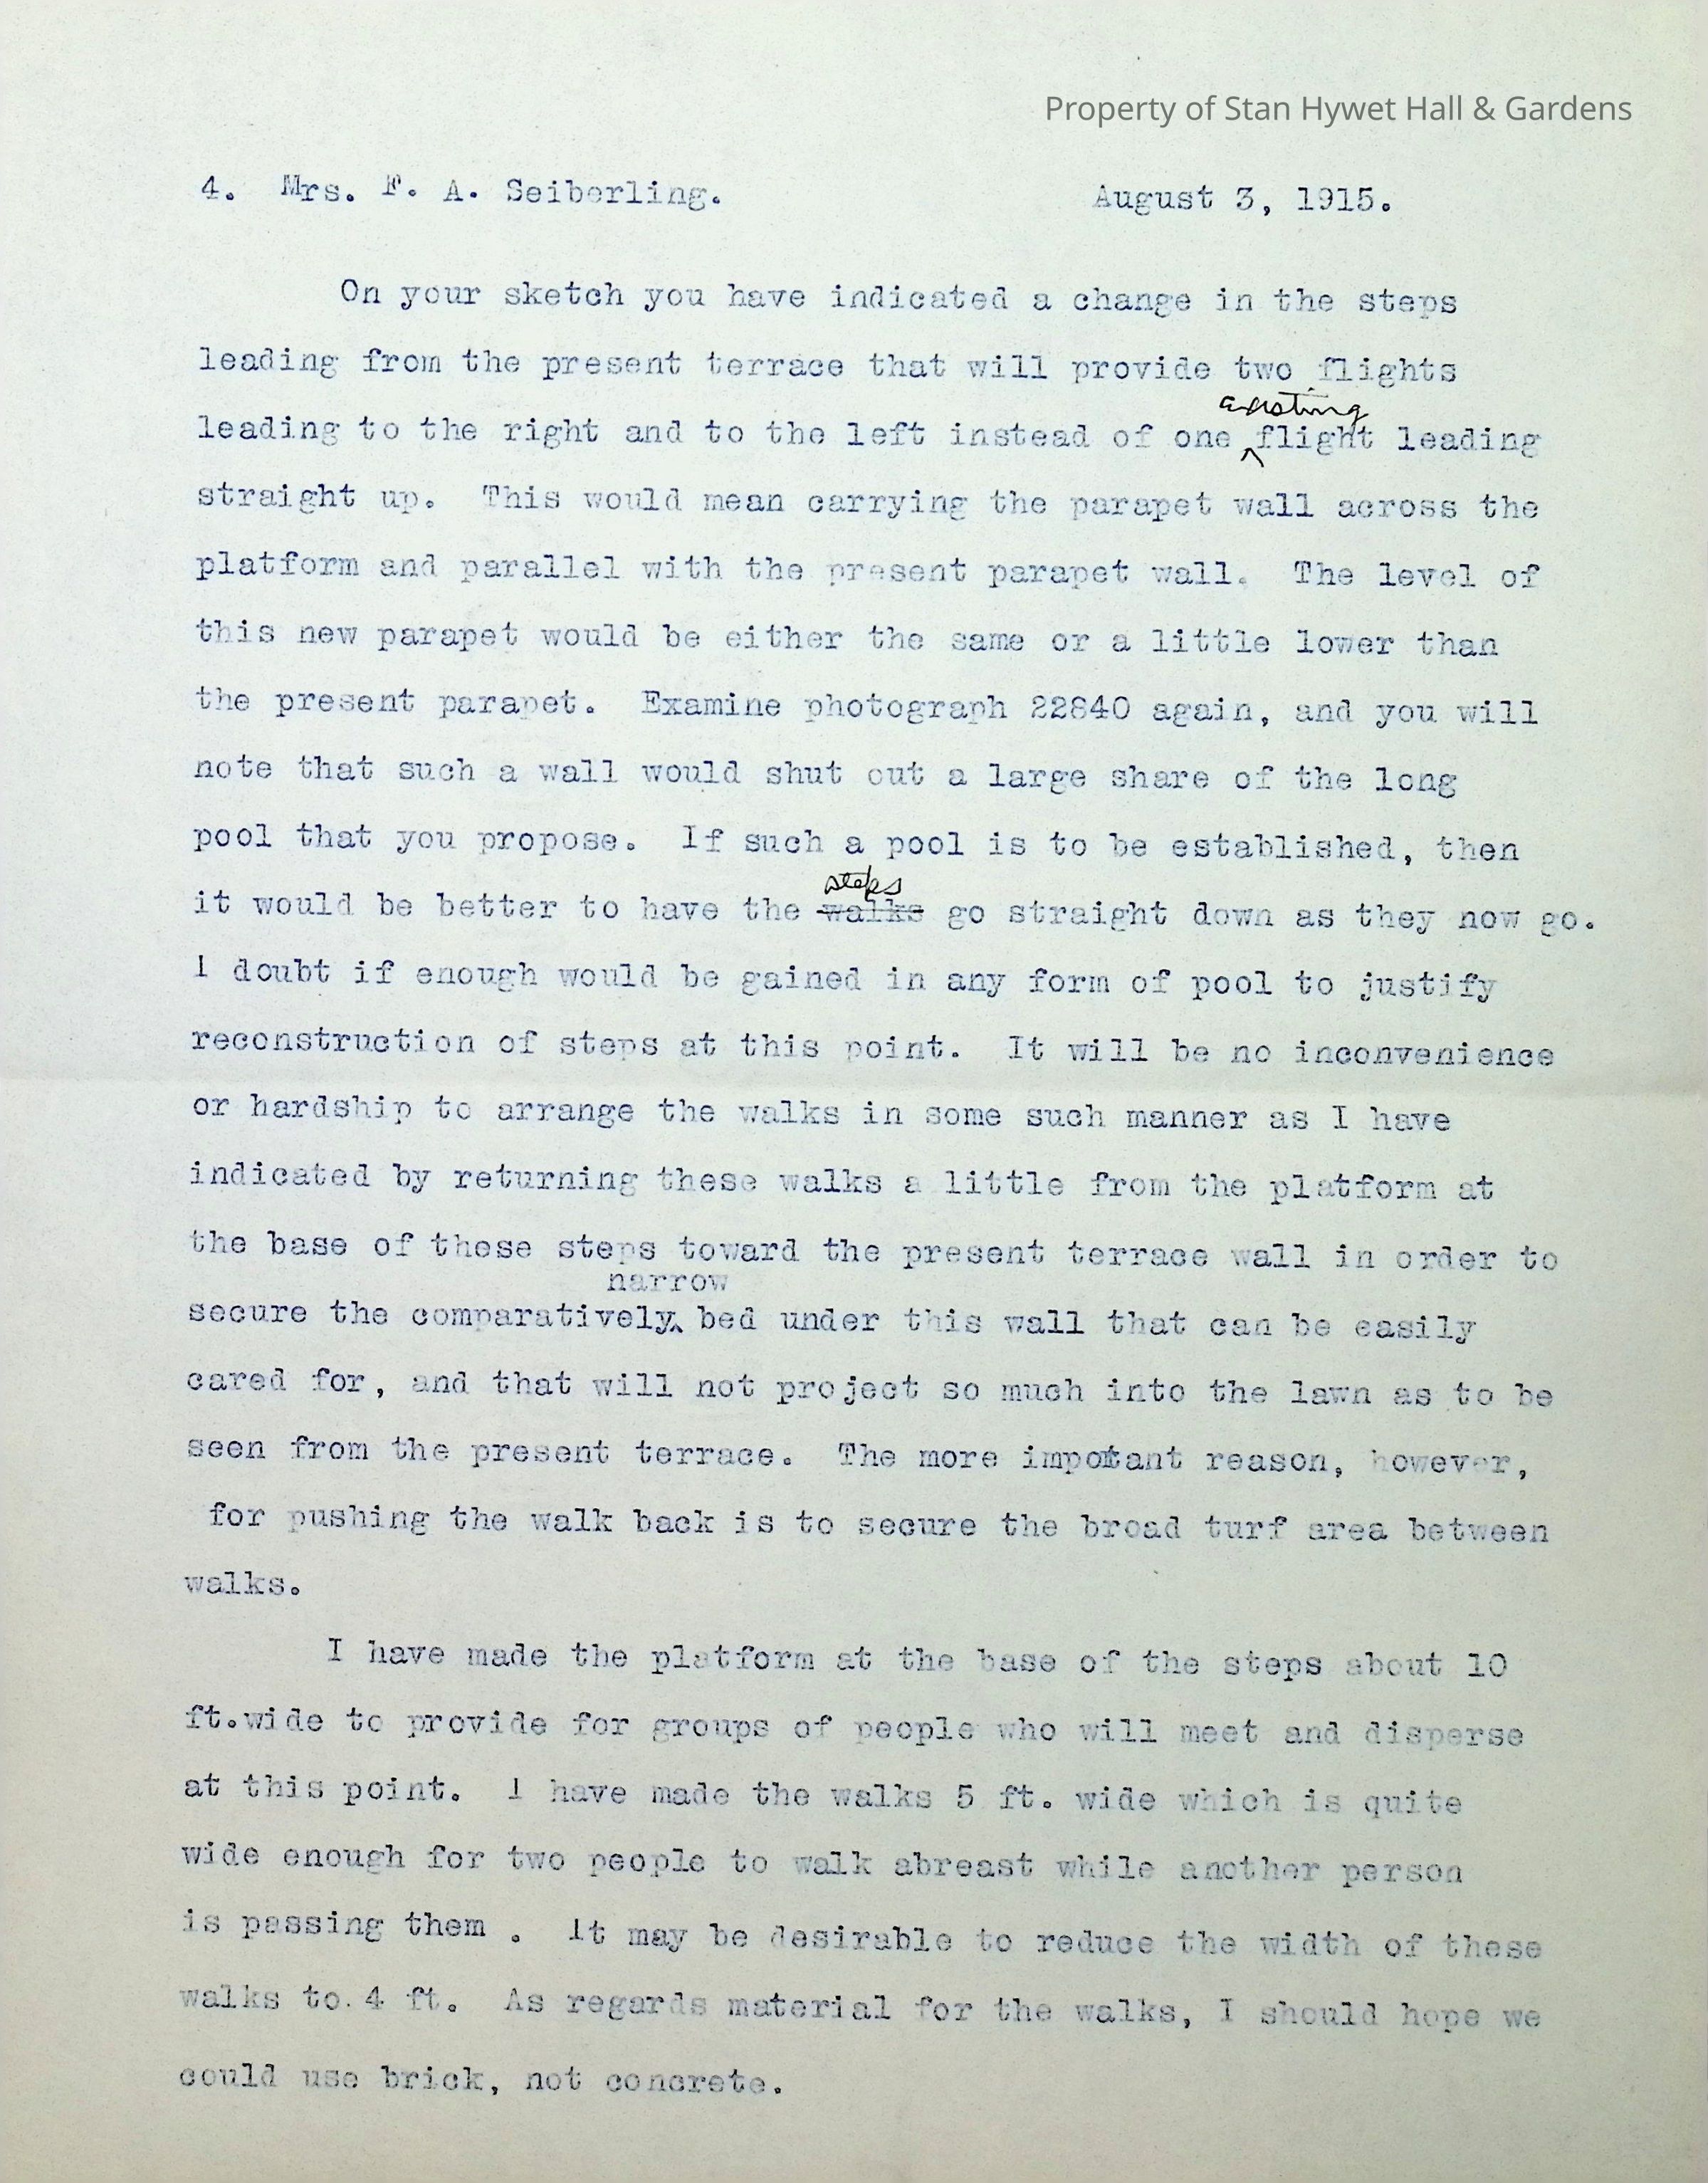 Property of Stan Hywet Hall & Gardens
4. Mrs. F. A. Seiberling. August 3, 1915.
On your sketch you have indicated a change in the steps
leading from the present terrace that will provide two flights
existing
leading to the right and to the left instead of one ^ flight leading
straight up. This would mean carrying the parapet wall across the
platform and parallel with the present parapet wall. The level of
this new parapet would be either the same or a little lower than
the present parapet. Examine photograph 22840 again, and you will
note that such a wall would shut out a large share of the long
pool that you propose. If such a pool is to be established, then
steps
it would be better to have the walks go straight down as they now go.
I doubt if enough would be gained in any form of pool to justify
reconstruction of steps at this point. It will be no inconvenience
or hardship to arrange the walks in some such manner as I have
indicated by returning these walks a little from the platform at
the base of these steps toward the present terrace wall in order to
narrow
secure the comparatively^ bed under this wall that can be easily
cared for, and that will not project so much into the lawn as to be
seen from the present terrace. The more important reason, however,
for pushing the walk back is to secure the broad turf area between
walks.
I have made the platform at the base of the steps about 10
ft.wide to provide for groups of people who will meet and disperse
at this point. I have made the walks 5 ft. wide which is quite
wide enough for two people to walk abreast while another person
is passing them . It may be desirable to reduce the width of these
walks to 4 ft. As regards material for the walks, I should hope we
could use brick, not concrete.